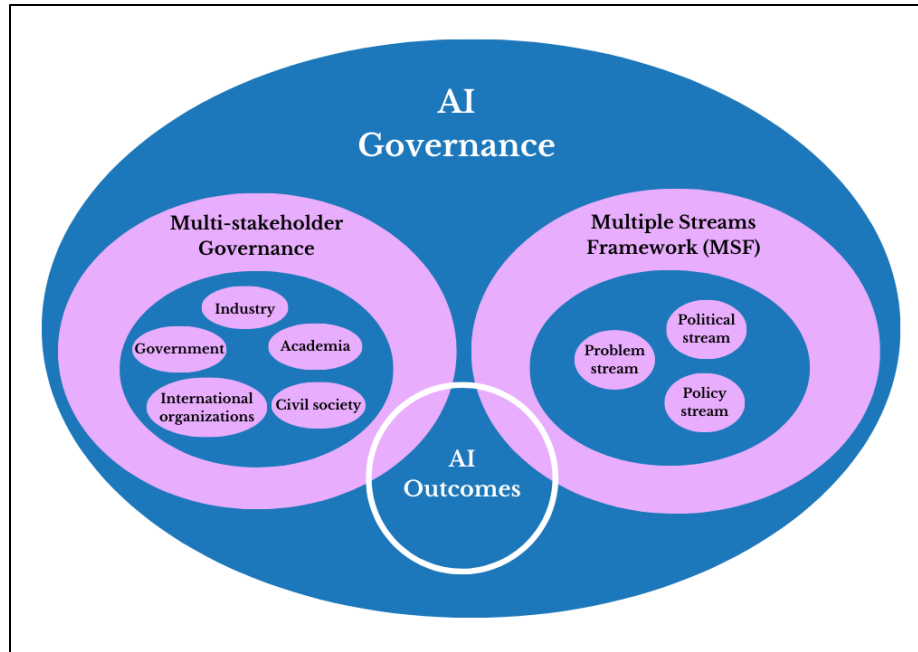 AI
Governance
Multi-stakeholder
Governance
Industry
Government
Academia
International
organizations
Civil society
Multiple Streams
Framework (MSF)
Political
stream
Problem
stream
Policy
stream
AI
Outcomes